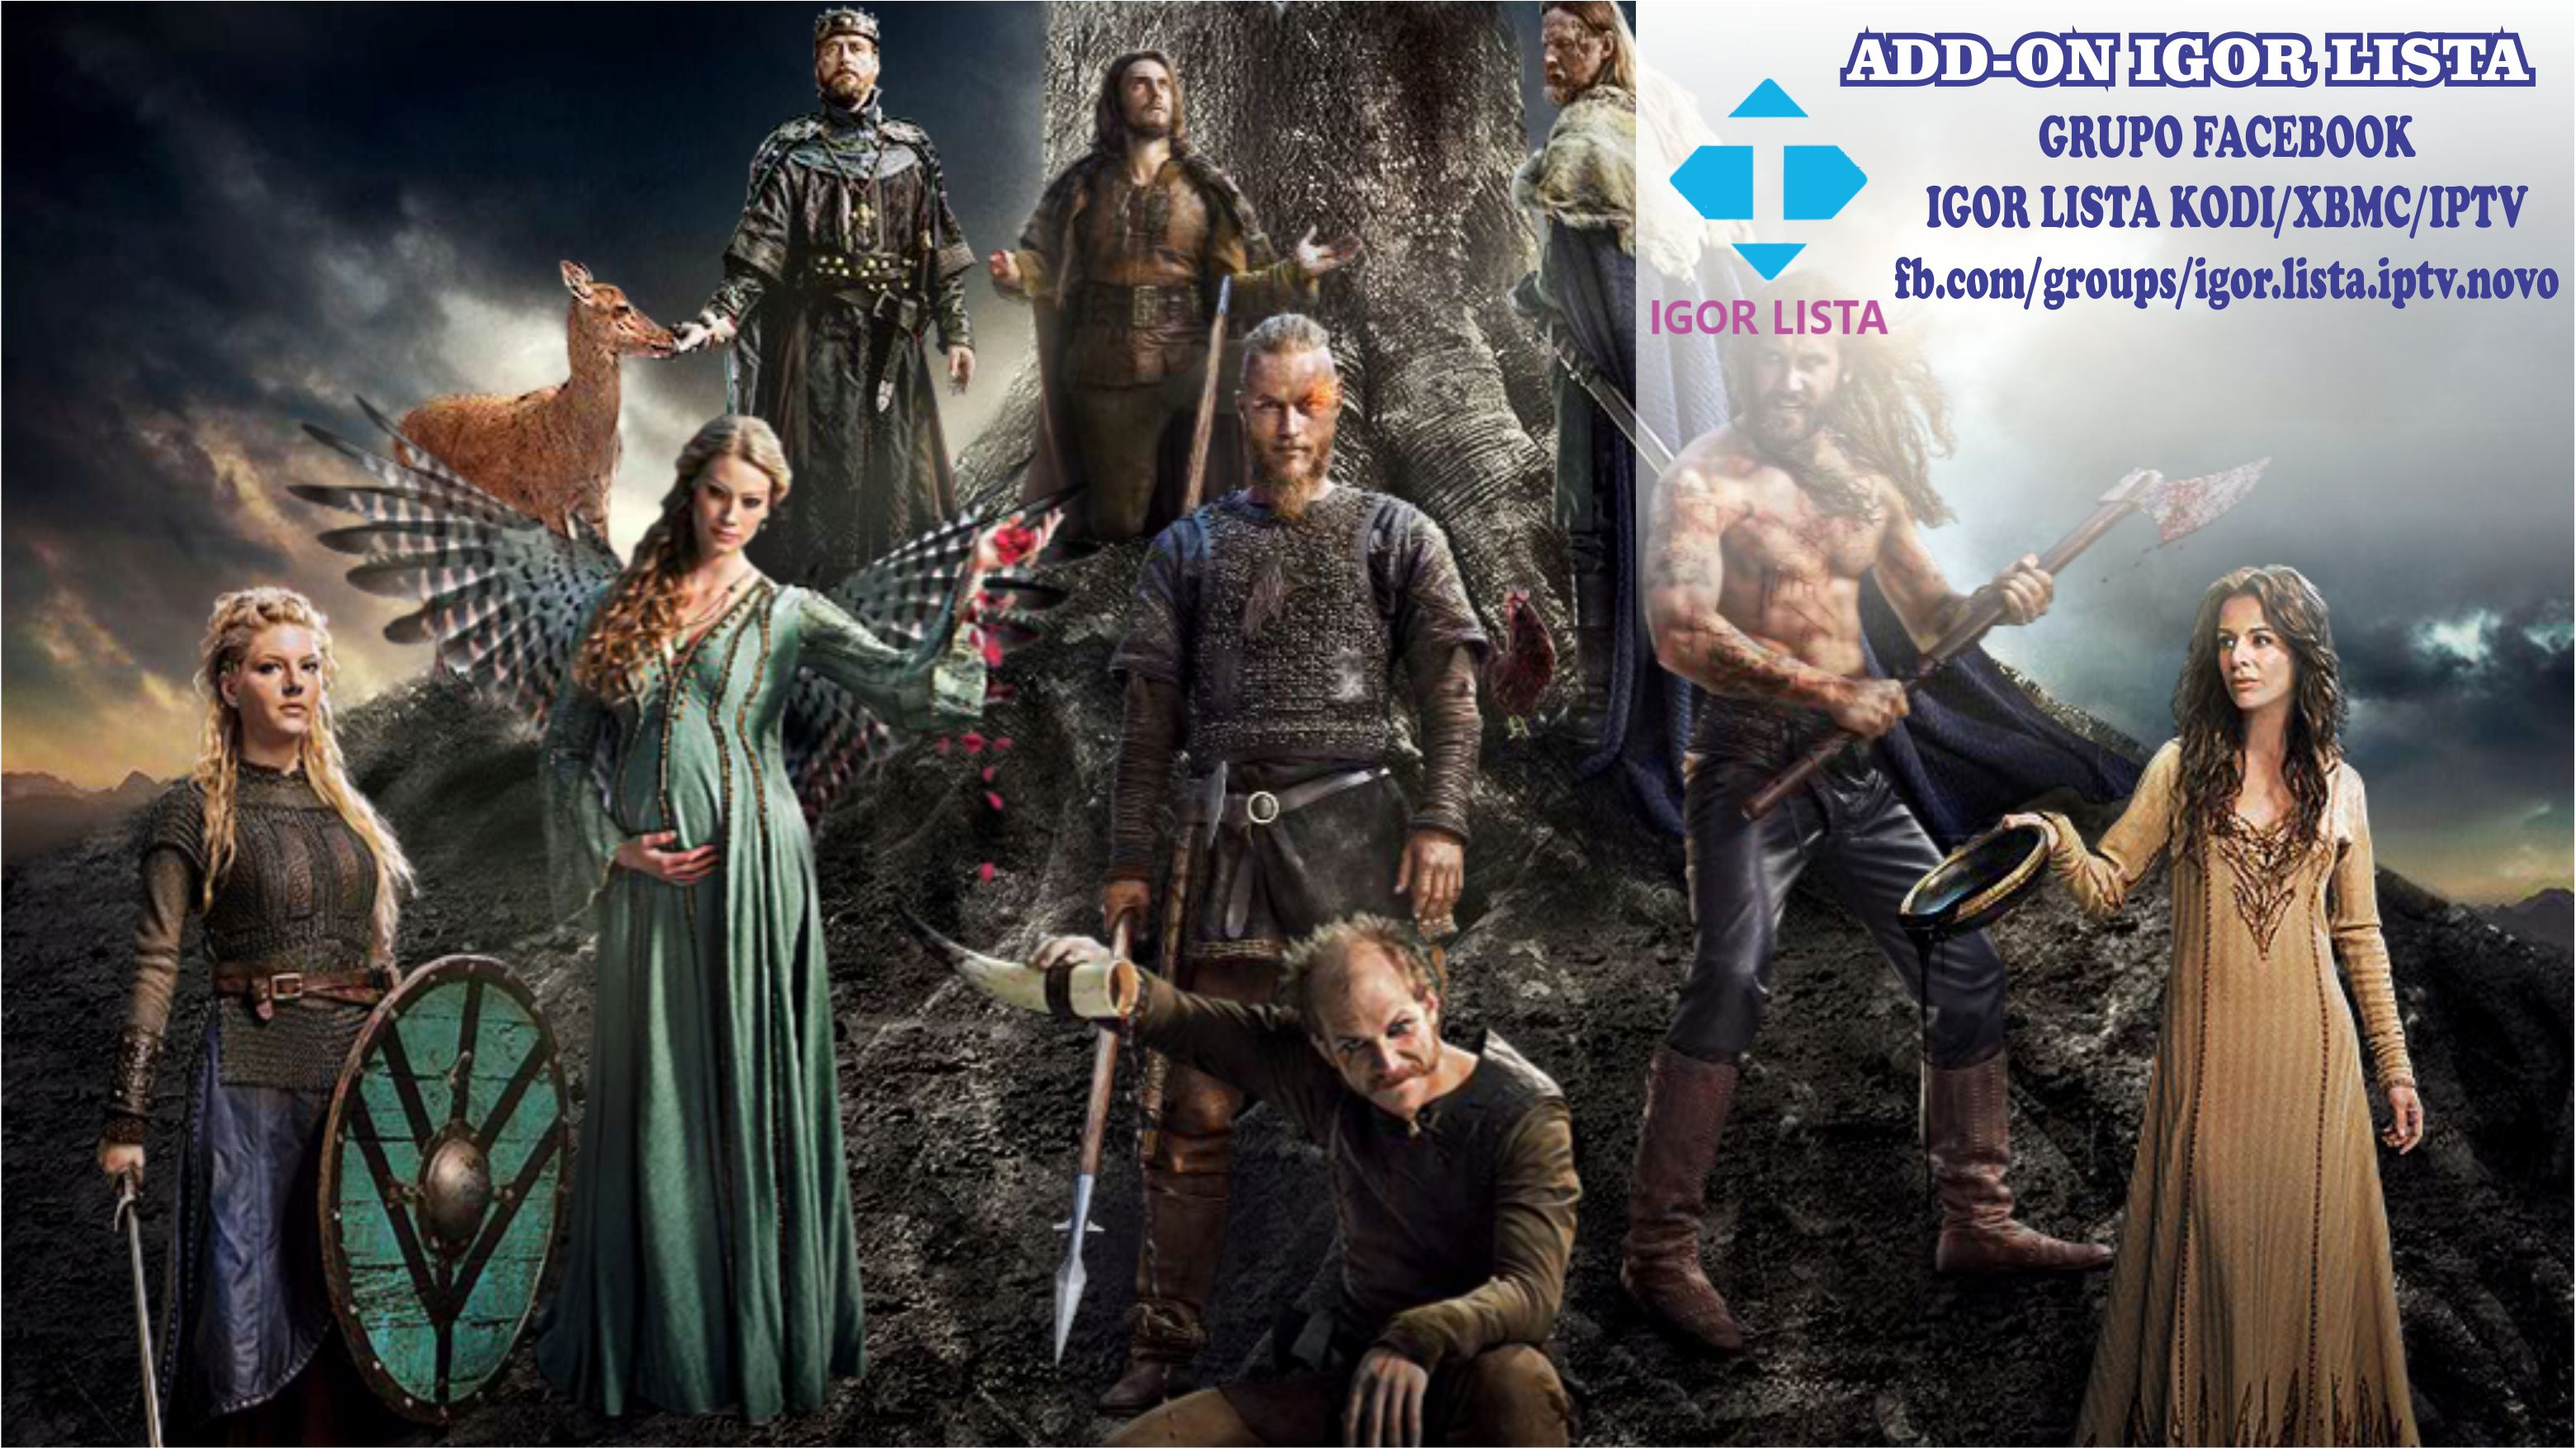 ADD-ON IGOR LISTA
GRUPO FACEBOOK
IGOR LISTA KODI/XBMC/IPTV
fb.com/groups/igor.lista.iptv.novo
IGOR LISTA